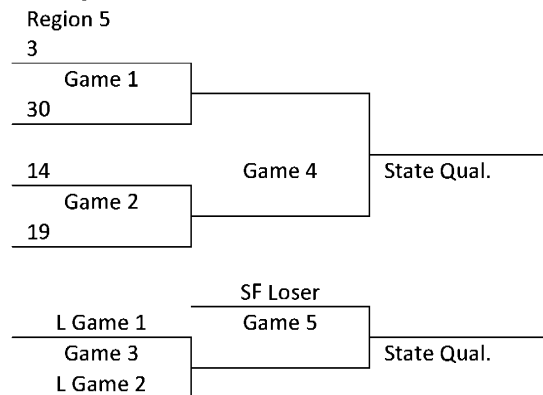 Region 5
3
Game 1
30
14
Game 4
State Qual.
Game 2
19
SF Loser
L Game 1
Game 5
Game 3
State Qual.
L Game 2